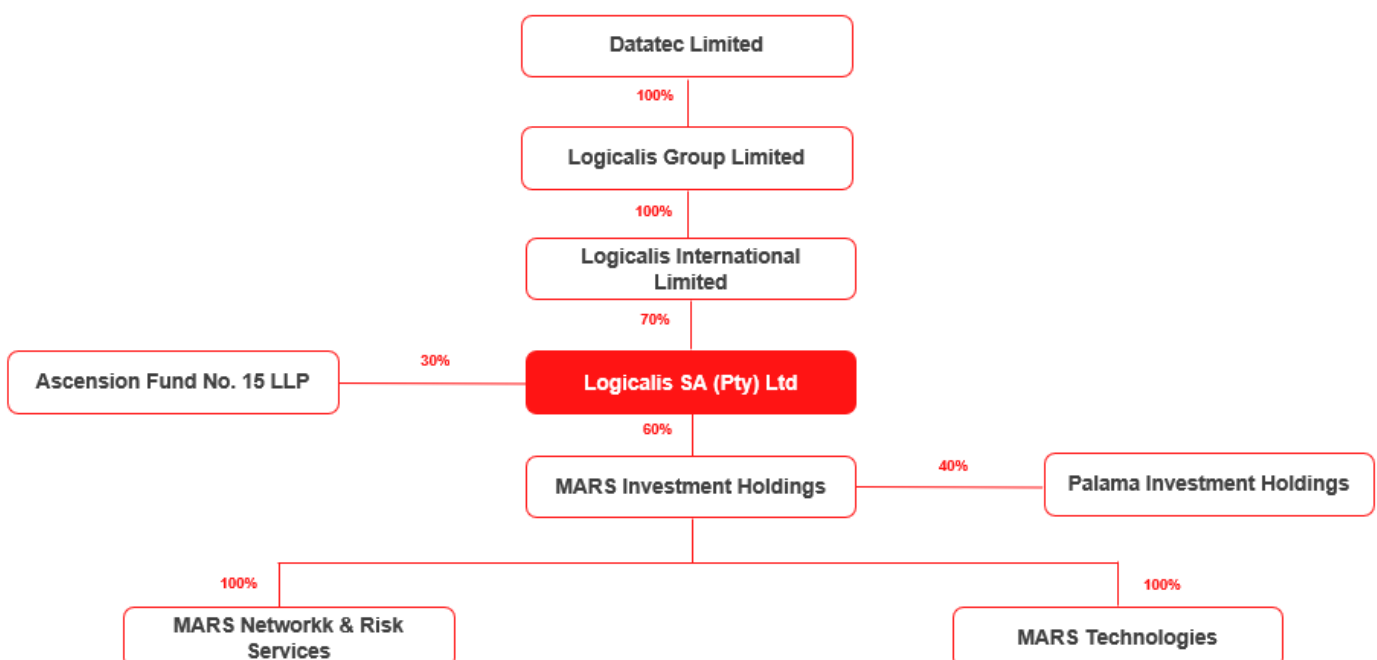 Datatec Limited
100%
Logicalis Group Limited
100%
Logicalis International
Limited
70%
30%
Ascension Fund No. 15 LLP
Logicalis SA (Pty) Ltd
60%
MARS Investment Holdings
40%
Palama Investment Holdings
100%
100%
MARS Networkk & Risk
Services
MARS Technologies